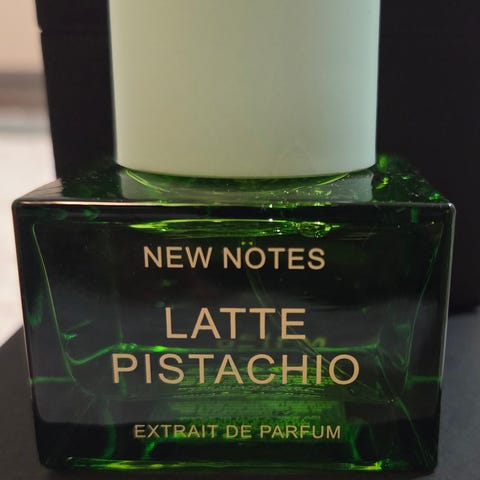 NEW NOTES
LATTE
PISTACHIO
EXTRAIT DE PARFUM